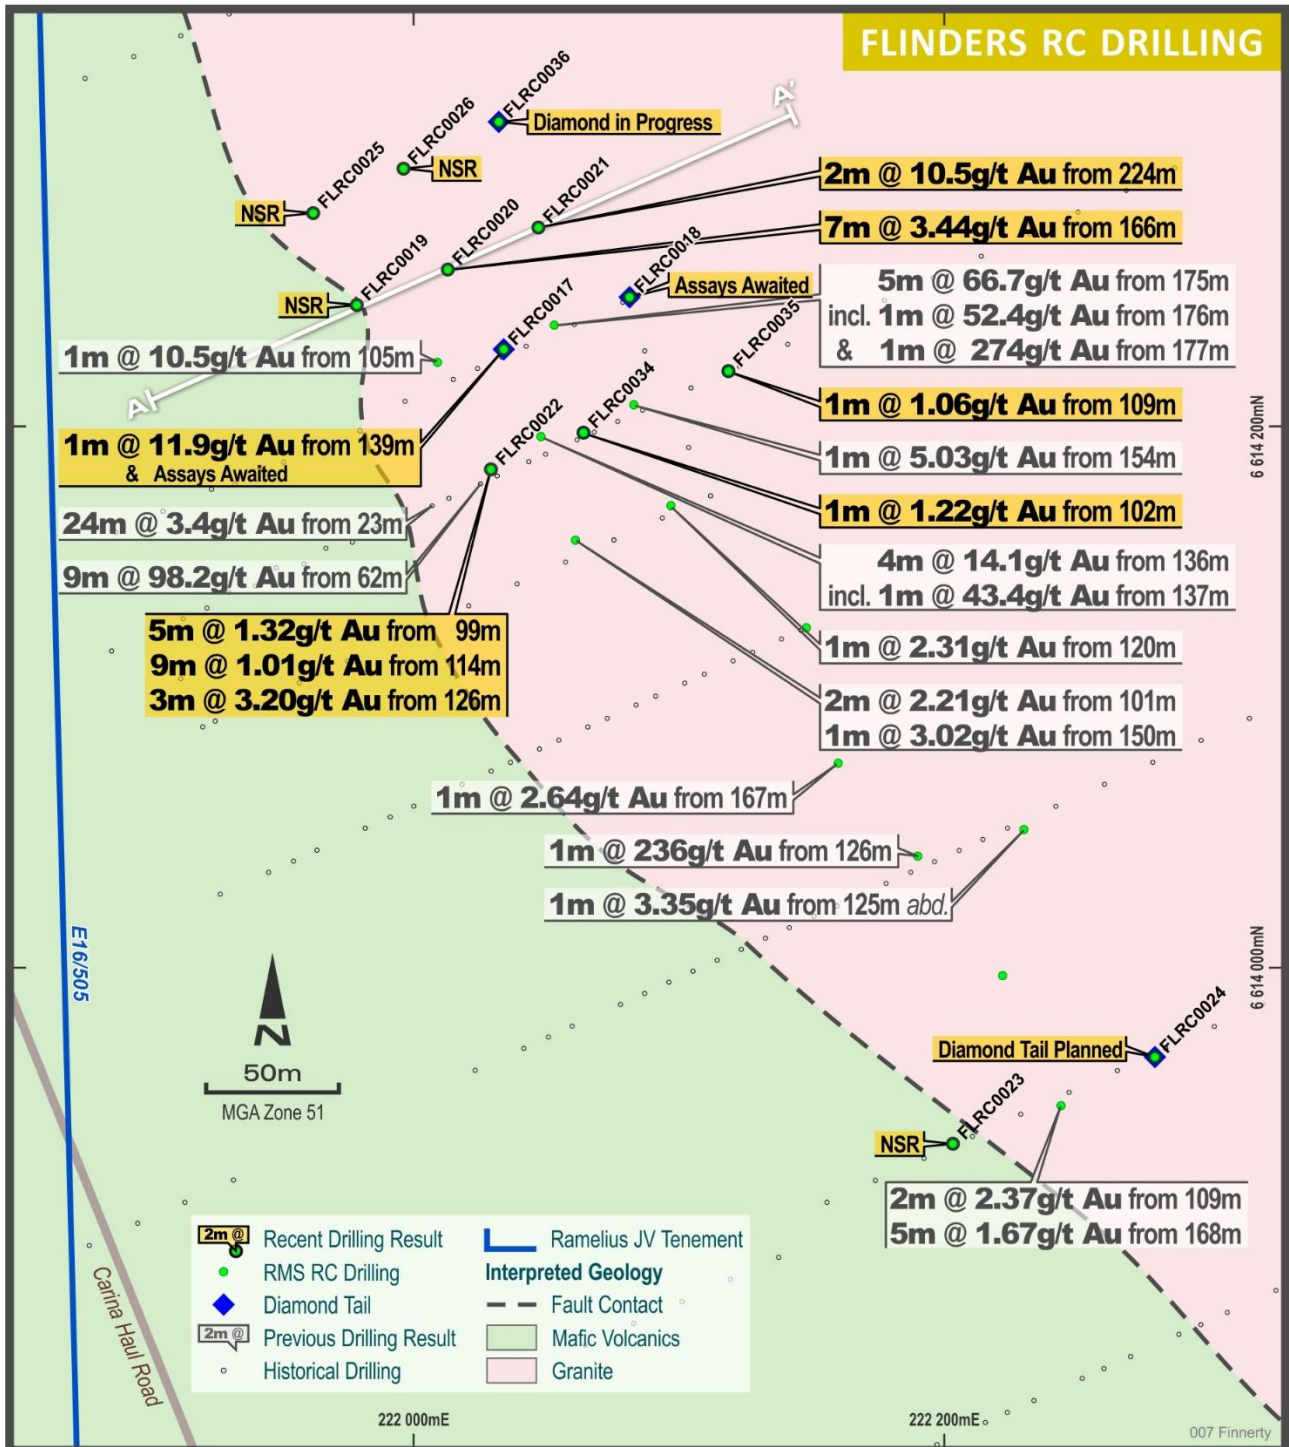 FLINDERS RC DRILLING
FLRC0036
Diamond in Progress
FLRC0026
NSR
FLRC0025
NSR
A'
FLRC0021
2m @ 10.5g/t Au from 224m
FLRC0020
7m @ 3.44g/t Au from 166m
FLRC0019
NSR
FLRC0018
Assays Awaited
5m @ 66.7g/t Au from 175m
incl. 1m @ 52.4g/t Au from 176m
& 1m @ 274g/t Au from 177m
FLRC0017
1m @ 10.5g/t Au from 105m
A
FLRC0035
1m @ 1.06g/t Au from 109m
FLRC0034
FLRC0022
1m @ 11.9g/t Au from 139m
& Assays Awaited
1m @ 5.03g/t Au from 154m
6 614 200mN
1m @ 1.22g/t Au from 102m
24m @ 3.4g/t Au from 23m
9m @ 98.2g/t Au from 62m
4m @ 14.1g/t Au from 136m
incl. 1m @ 43.4g/t Au from 137m
5m @ 1.32g/t Au from 99m
9m @ 1.01g/t Au from 114m
3m @ 3.20g/t Au from 126m
1m @ 2.31g/t Au from 120m
2m @ 2.21g/t Au from 101m
1m @ 3.02g/t Au from 150m
1m @ 2.64g/t Au from 167m
1m @ 236g/t Au from 126m
1m @ 3.35g/t Au from 125m abd.
E16/505
6 614 000mN
N
50m
MGA Zone 51
FLRC0024
Diamond Tail Planned
FLRC0023
NSR
2m @ 2.37g/t Au from 109m
5m @ 1.67g/t Au from 168m
Carina Haul Road
2m @
Recent Drilling Result
RMS RC Drilling
Diamond Tail
2m @
Previous Drilling Result
Historical Drilling
Ramelius JV Tenement
Interpreted Geology
Fault Contact
Mafic Volcanics
Granite
222 000mE
222 200mE
007 Finnerty